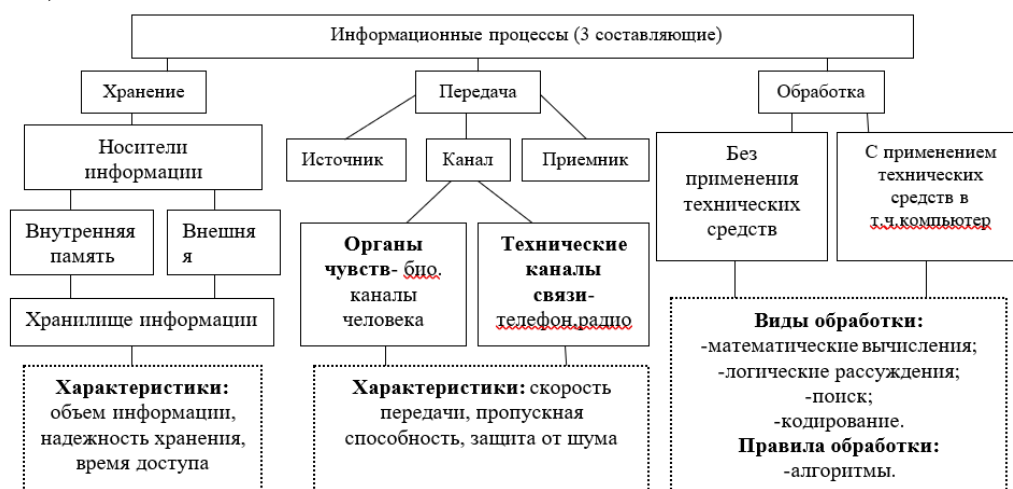 Информационные процессы (3 составляющие)
Хранение
Передача
Обработка
Носители
информации
Источник
Канал
Приемник
Без
применения
технических
средств
С применением
технических
средств в
т.ч.компьютер
Внутренная
память
Внешня
я
Органы
чувств- био.
каналы
человека
Технические
каналы
связи-
телефон,радио
Хранилище информации
Характеристики:
объем информации,
надежность хранения,
время доступа
Характеристики: скорость
передачи, пропускная
способность, защита от шума
Виды обработки:
-математические вычисления;
-логические рассуждения;
-поиск;
-кодирование.
Правила обработки:
-алгоритмы.